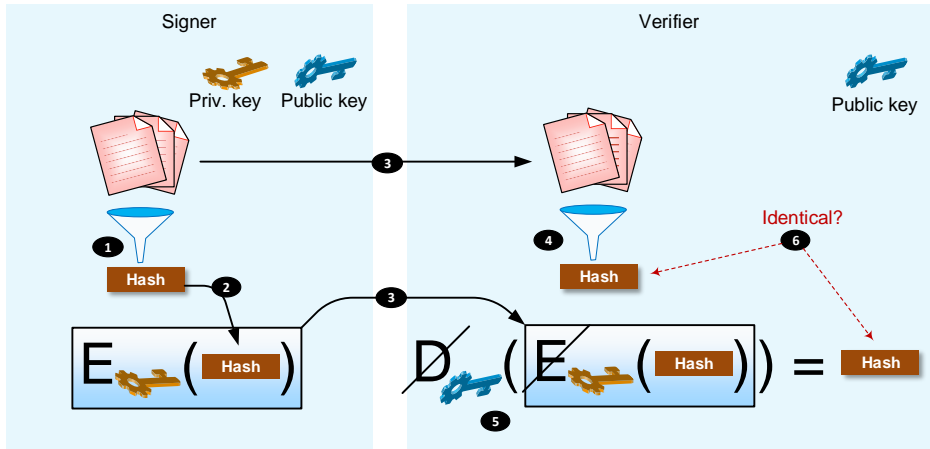 Signer
Verifier
Priv. key
Public key
Public key
3
1
4
Identical?
6
Hash
2
Hash
3
E ( Hash )
D ( E ( Hash ) ) = Hash
5